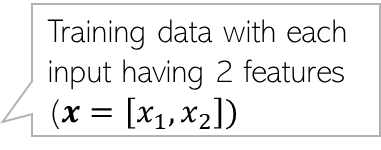 Training data with each
input having 2 features
(𝒙 = [𝑥₁, 𝑥₂])